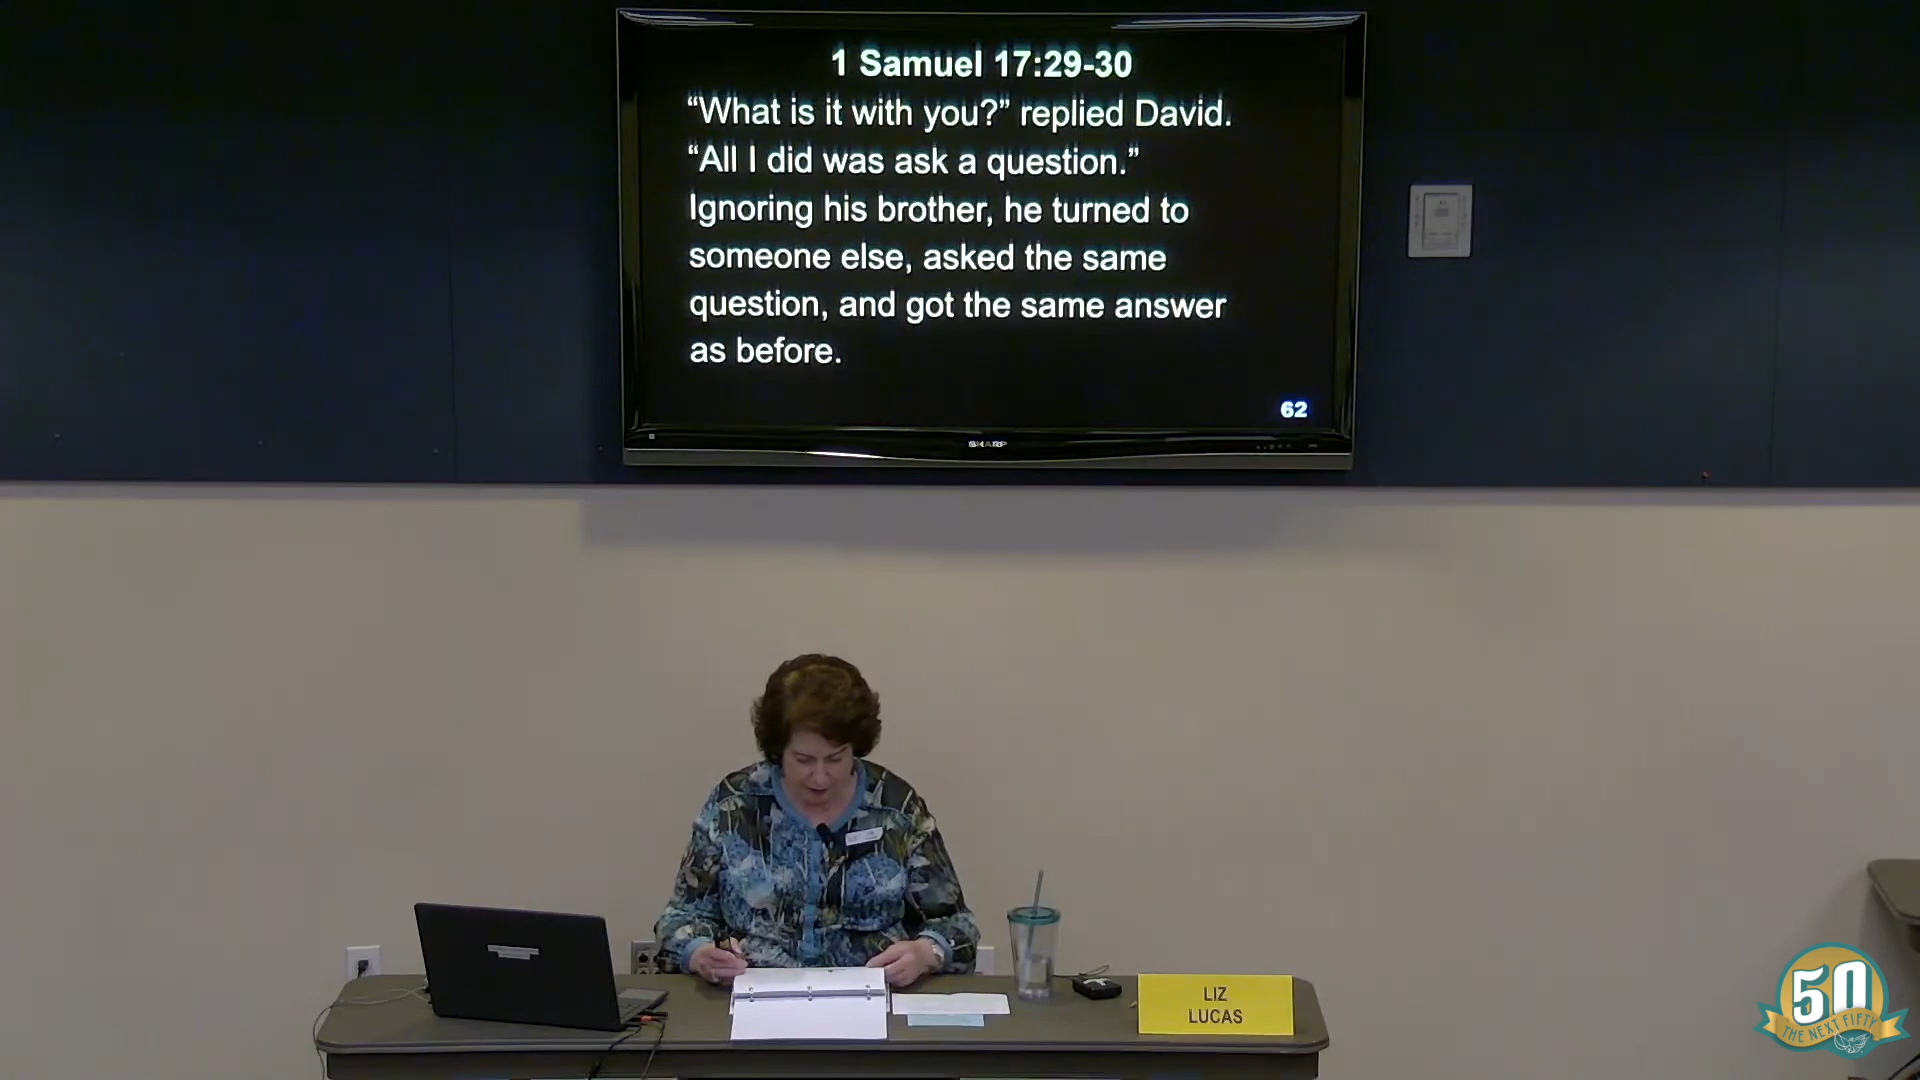 1 Samuel 17:29-30
“What is it with you?” replied David.
“All I did was ask a question.”
Ignoring his brother, he turned to
someone else, asked the same
question, and got the same answer
as before.
62
SHARP
LIZ
LUCAS
50
THE NEXT FIFTY